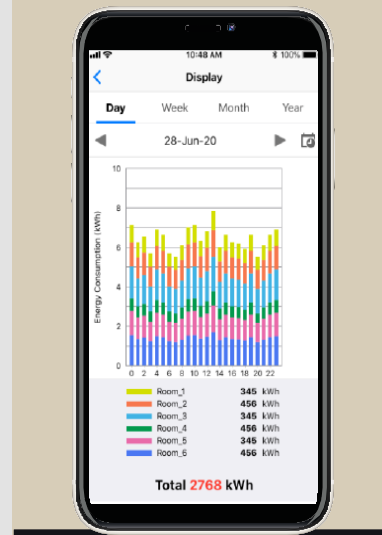 10:48 AM 100%
Display
Day Week Month Year
28-Jun-20
Energy Consumption (kWh)
10
8
6
4
2
0
0 2 4 6 8 10 12 14 16 18 20 22
Room_1 345 kWh
Room_2 456 kWh
Room_3 345 kWh
Room_4 456 kWh
Room_5 345 kWh
Room_6 456 kWh
Total 2768 kWh